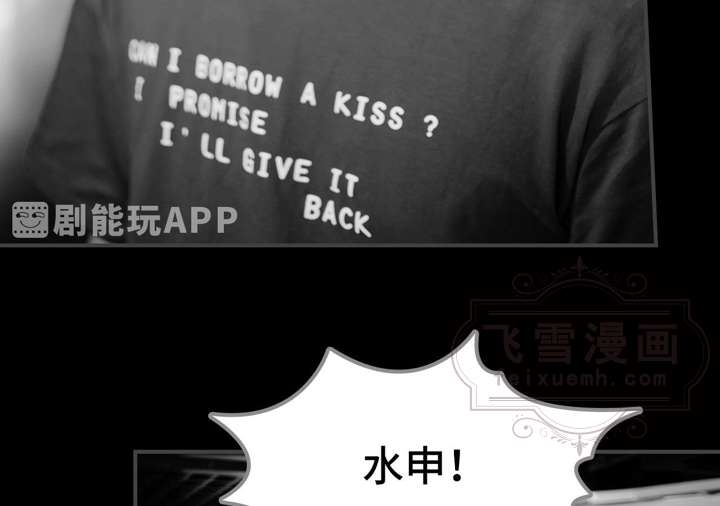 CAN I BORROW A KISS ?
I PROMISE
I'LL GIVE IT
BACK
剧能玩APP
飞雪漫画
feixuemh.com
水申！